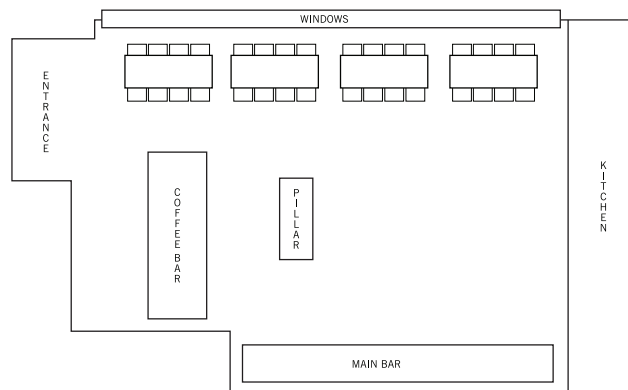 WINDOWS
ENTRANCE
KITCHEN
COFFEE BAR
PILLAR
MAIN BAR